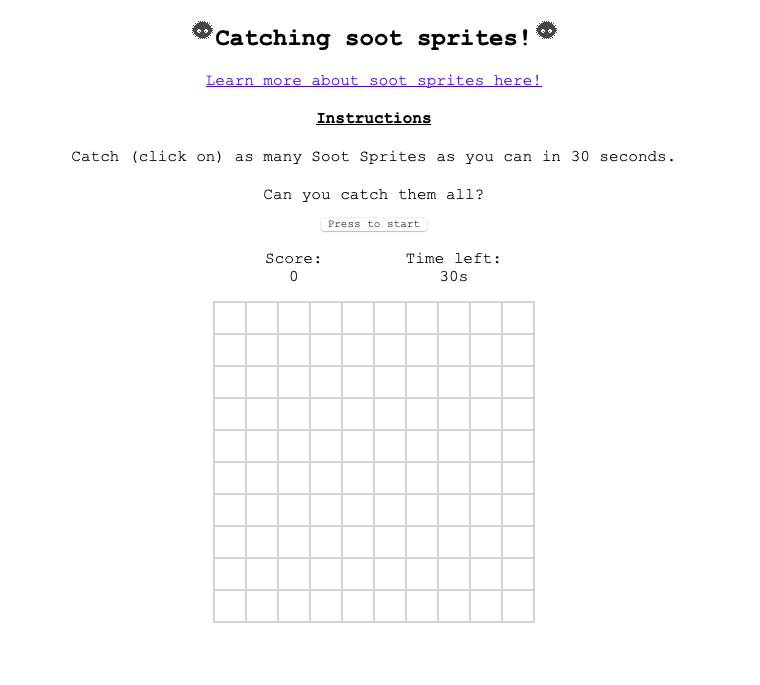 Catching soot sprites!
Learn more about soot sprites here!
Instructions
Catch (click on) as many Soot Sprites as you can in 30 seconds.
Can you catch them all?
Press to start
Score: Time left:
0 30s